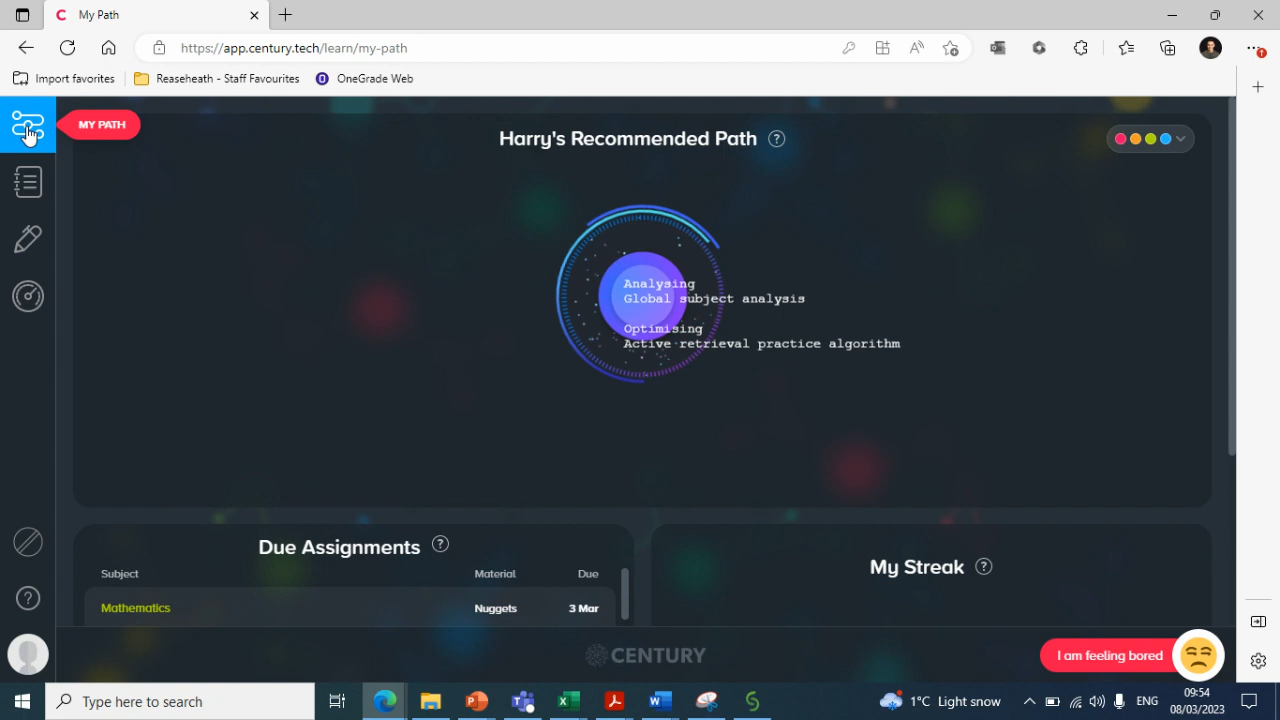 My Path
https://app.century.tech/learn/my-path
Import favorites
Reaseheath - Staff Favourites
OneGrade Web
MY PATH
Harry's Recommended Path
Analysing
Global subject analysis
Optimising
Active retrieval practice algorithm
Due Assignments
Subject Material Due
Mathematics Nuggets 3 Mar
My Streak
CENTURY
I am feeling bored
Type here to search
1°C Light snow
ENG
09:54
08/03/2023